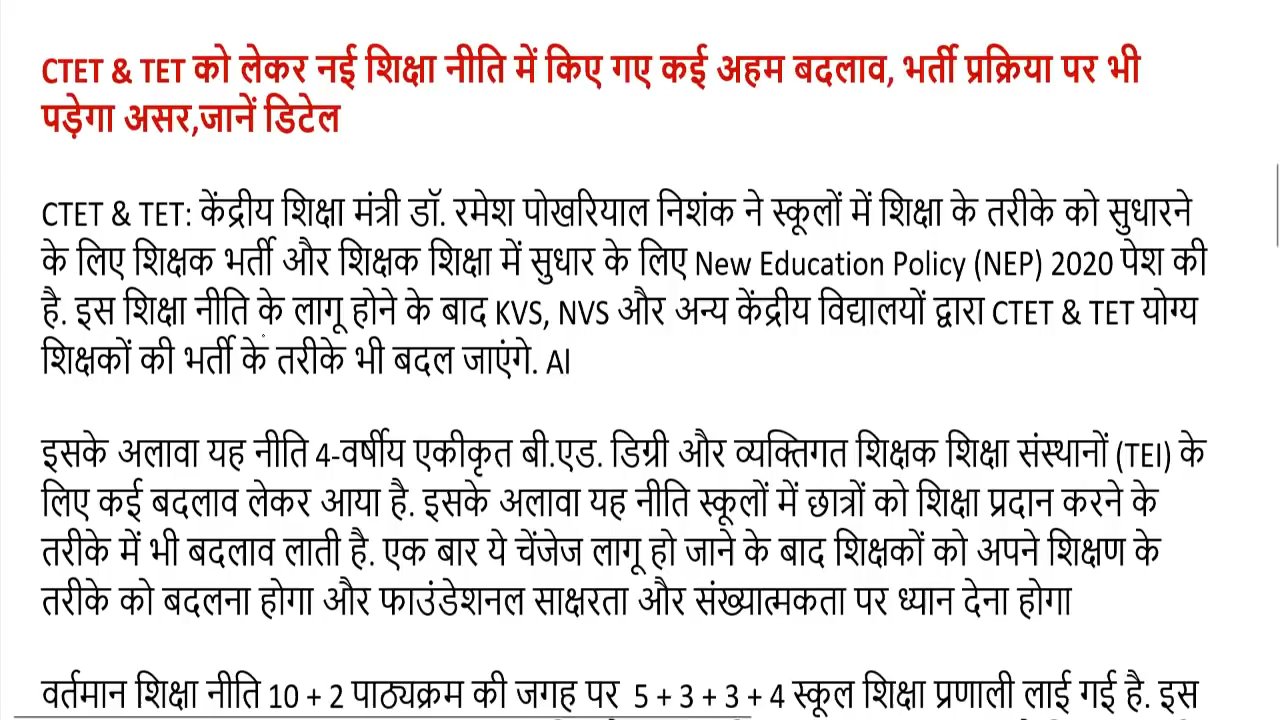 CTET & TET को लेकर नई शिक्षा नीति में किए गए कई अहम बदलाव, भर्ती प्रक्रिया पर भी
पड़ेगा असर,जानें डिटेल
CTET & TET: केंद्रीय शिक्षा मंत्री डॉ. रमेश पोखरियाल निशंक ने स्कूलों में शिक्षा के तरीके को सुधारने
के लिए शिक्षक भर्ती और शिक्षक शिक्षा में सुधार के लिए New Education Policy (NEP) 2020 पेश की
है. इस शिक्षा नीति के लागू होने के बाद KVS, NVS और अन्य केंद्रीय विद्यालयों द्वारा CTET & TET योग्य
शिक्षकों की भर्ती के तरीके भी बदल जाएंगे. Al
इसके अलावा यह नीति 4-वर्षीय एकीकृत बी.एड. डिग्री और व्यक्तिगत शिक्षक शिक्षा संस्थानों (TEI) के
लिए कई बदलाव लेकर आया है. इसके अलावा यह नीति स्कूलों में छात्रों को शिक्षा प्रदान करने के
तरीके में भी बदलाव लाती है. एक बार ये चेंजेज लागू हो जाने के बाद शिक्षकों को अपने शिक्षण के
तरीके को बदलना होगा और फाउंडेशनल साक्षरता और संख्यात्मकता पर ध्यान देना होगा
वर्तमान शिक्षा नीति 10 + 2 पाठ्यक्रम की जगह पर 5 + 3 + 3 + 4 स्कूल शिक्षा प्रणाली लाई गई है. इस